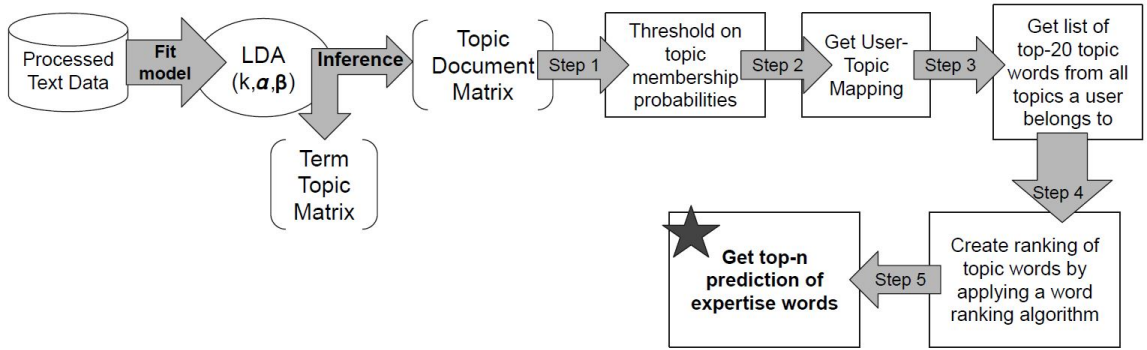 Processed
Text Data
Fit
model
LDA
(k,α,β)
Inference
Term
Topic
Matrix
Topic
Document
Matrix
Step 1
Threshold on
topic
membership
probabilities
Step 2
Get User-
Topic
Mapping
Step 3
Get list of
top-20 topic
words from all
topics a user
belongs to
Step 4
Create ranking of
topic words by
applying a word
ranking algorithm
Step 5
Get top-n
prediction of
expertise words